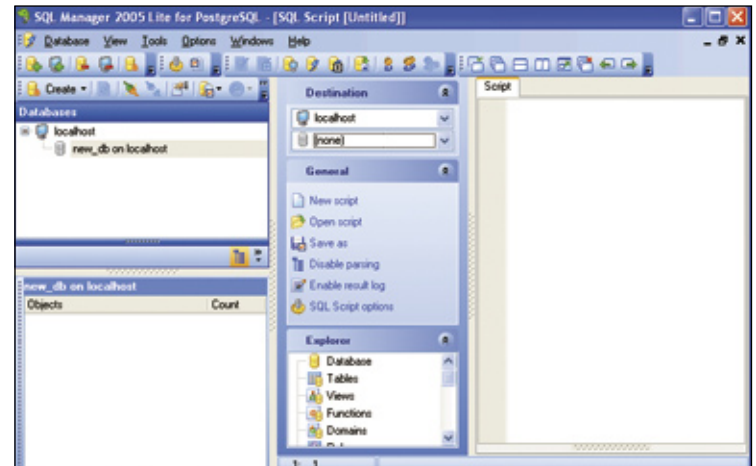 SQL Manager 2005 Lite for PostgreSQL - [SQL Script [Untitled]]
Database View Tools Options Windows Help
Create
Databases
localhost
new_db on localhost
new_db on localhost
Objects Count
Destination
localhost
(none)
General
New script
Open script
Save as
Disable parsing
Enable result log
SQL Script options
Explorer
Database
Tables
Views
Functions
Domains
Script
1: 1